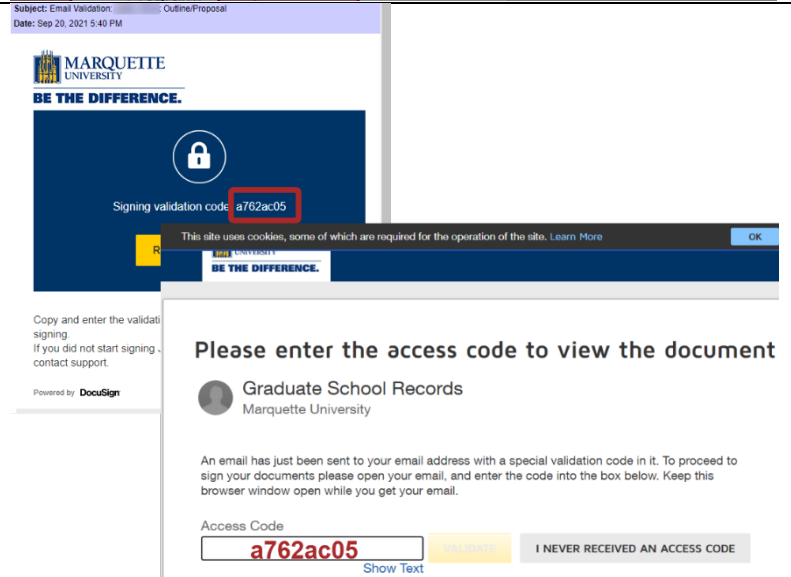 Subject: Email Validation: : Outline/Proposal
Date: Sep 20, 2021 5:40 PM
MARQUETTE
UNIVERSITY
BE THE DIFFERENCE.
Signing validation code: a762ac05
R
Copy and enter the validati
signing.
If you did not start signing
contact support.
Powered by DocuSign
This site uses cookies, some of which are required for the operation of the site. Learn More
OK
UNIVERSITY
BE THE DIFFERENCE.
Please enter the access code to view the document
Graduate School Records
Marquette University
An email has just been sent to your email address with a special validation code in it. To proceed to
sign your documents please open your email, and enter the code into the box below. Keep this
browser window open while you get your email.
Access Code
a762ac05
VALIDATE
I NEVER RECEIVED AN ACCESS CODE
Show Text